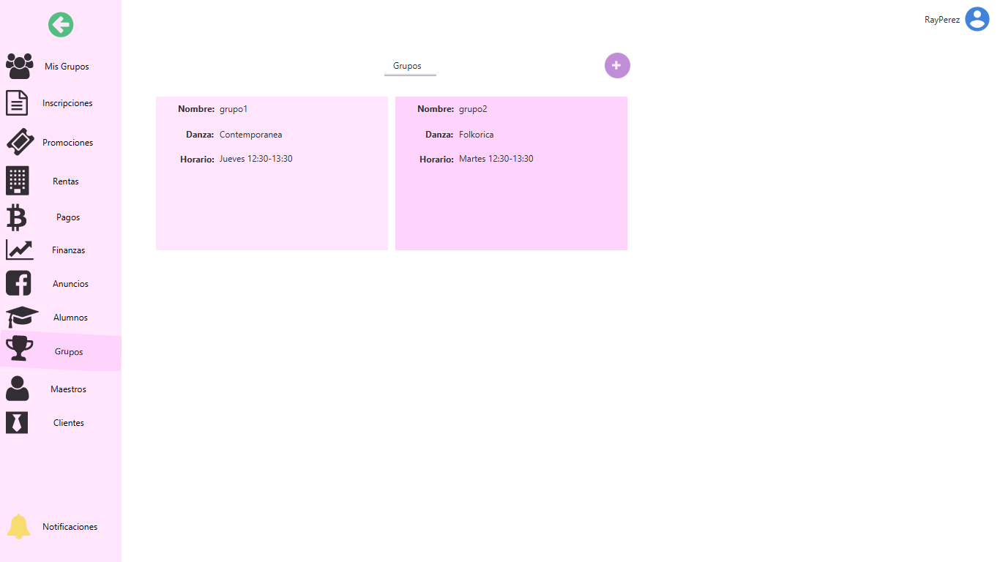 RayPerez
Mis Grupos
Inscripciones
Promociones
Rentas
Pagos
Finanzas
Anuncios
Alumnos
Grupos
Maestros
Clientes
Notificaciones
Grupos
Nombre: grupo1
Danza: Contemporanea
Horario: Jueves 12:30-13:30
Nombre: grupo2
Danza: Folkorica
Horario: Martes 12:30-13:30